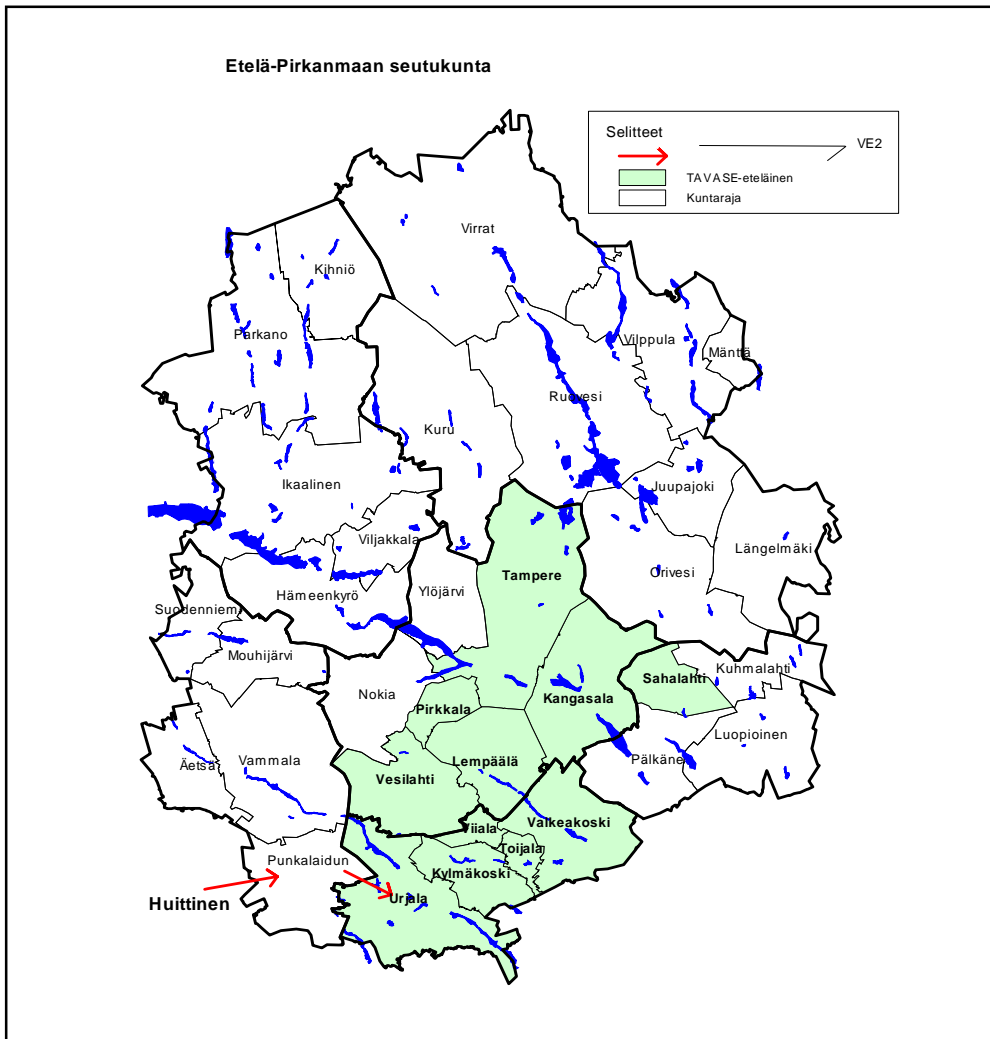 Etelä-Pirkanmaan seutukunta
Selitteet
VE2
TAVASE-eteläinen
Kuntaraja
Virrat
Kihniö
Parkano
Vilppula
Mänttä
Ruovesi
Kuru
Ikaalinen
Juupajoki
Viljakkala
Längelmäki
Tampere
Orivesi
Ylöjärvi
Hämeenkyrö
Suodenniemi
Mouhijärvi
Kuhmalahti
Sahalahti
Nokia
Kangasala
Pirkkala
Luopioinen
Äetsä
Vammala
Lempäälä
Pälkäne
Vesilahti
Valkeakoski
Viiala
Toijala
Punkalaidun
Kylmäkoski
Urjala
Huittinen